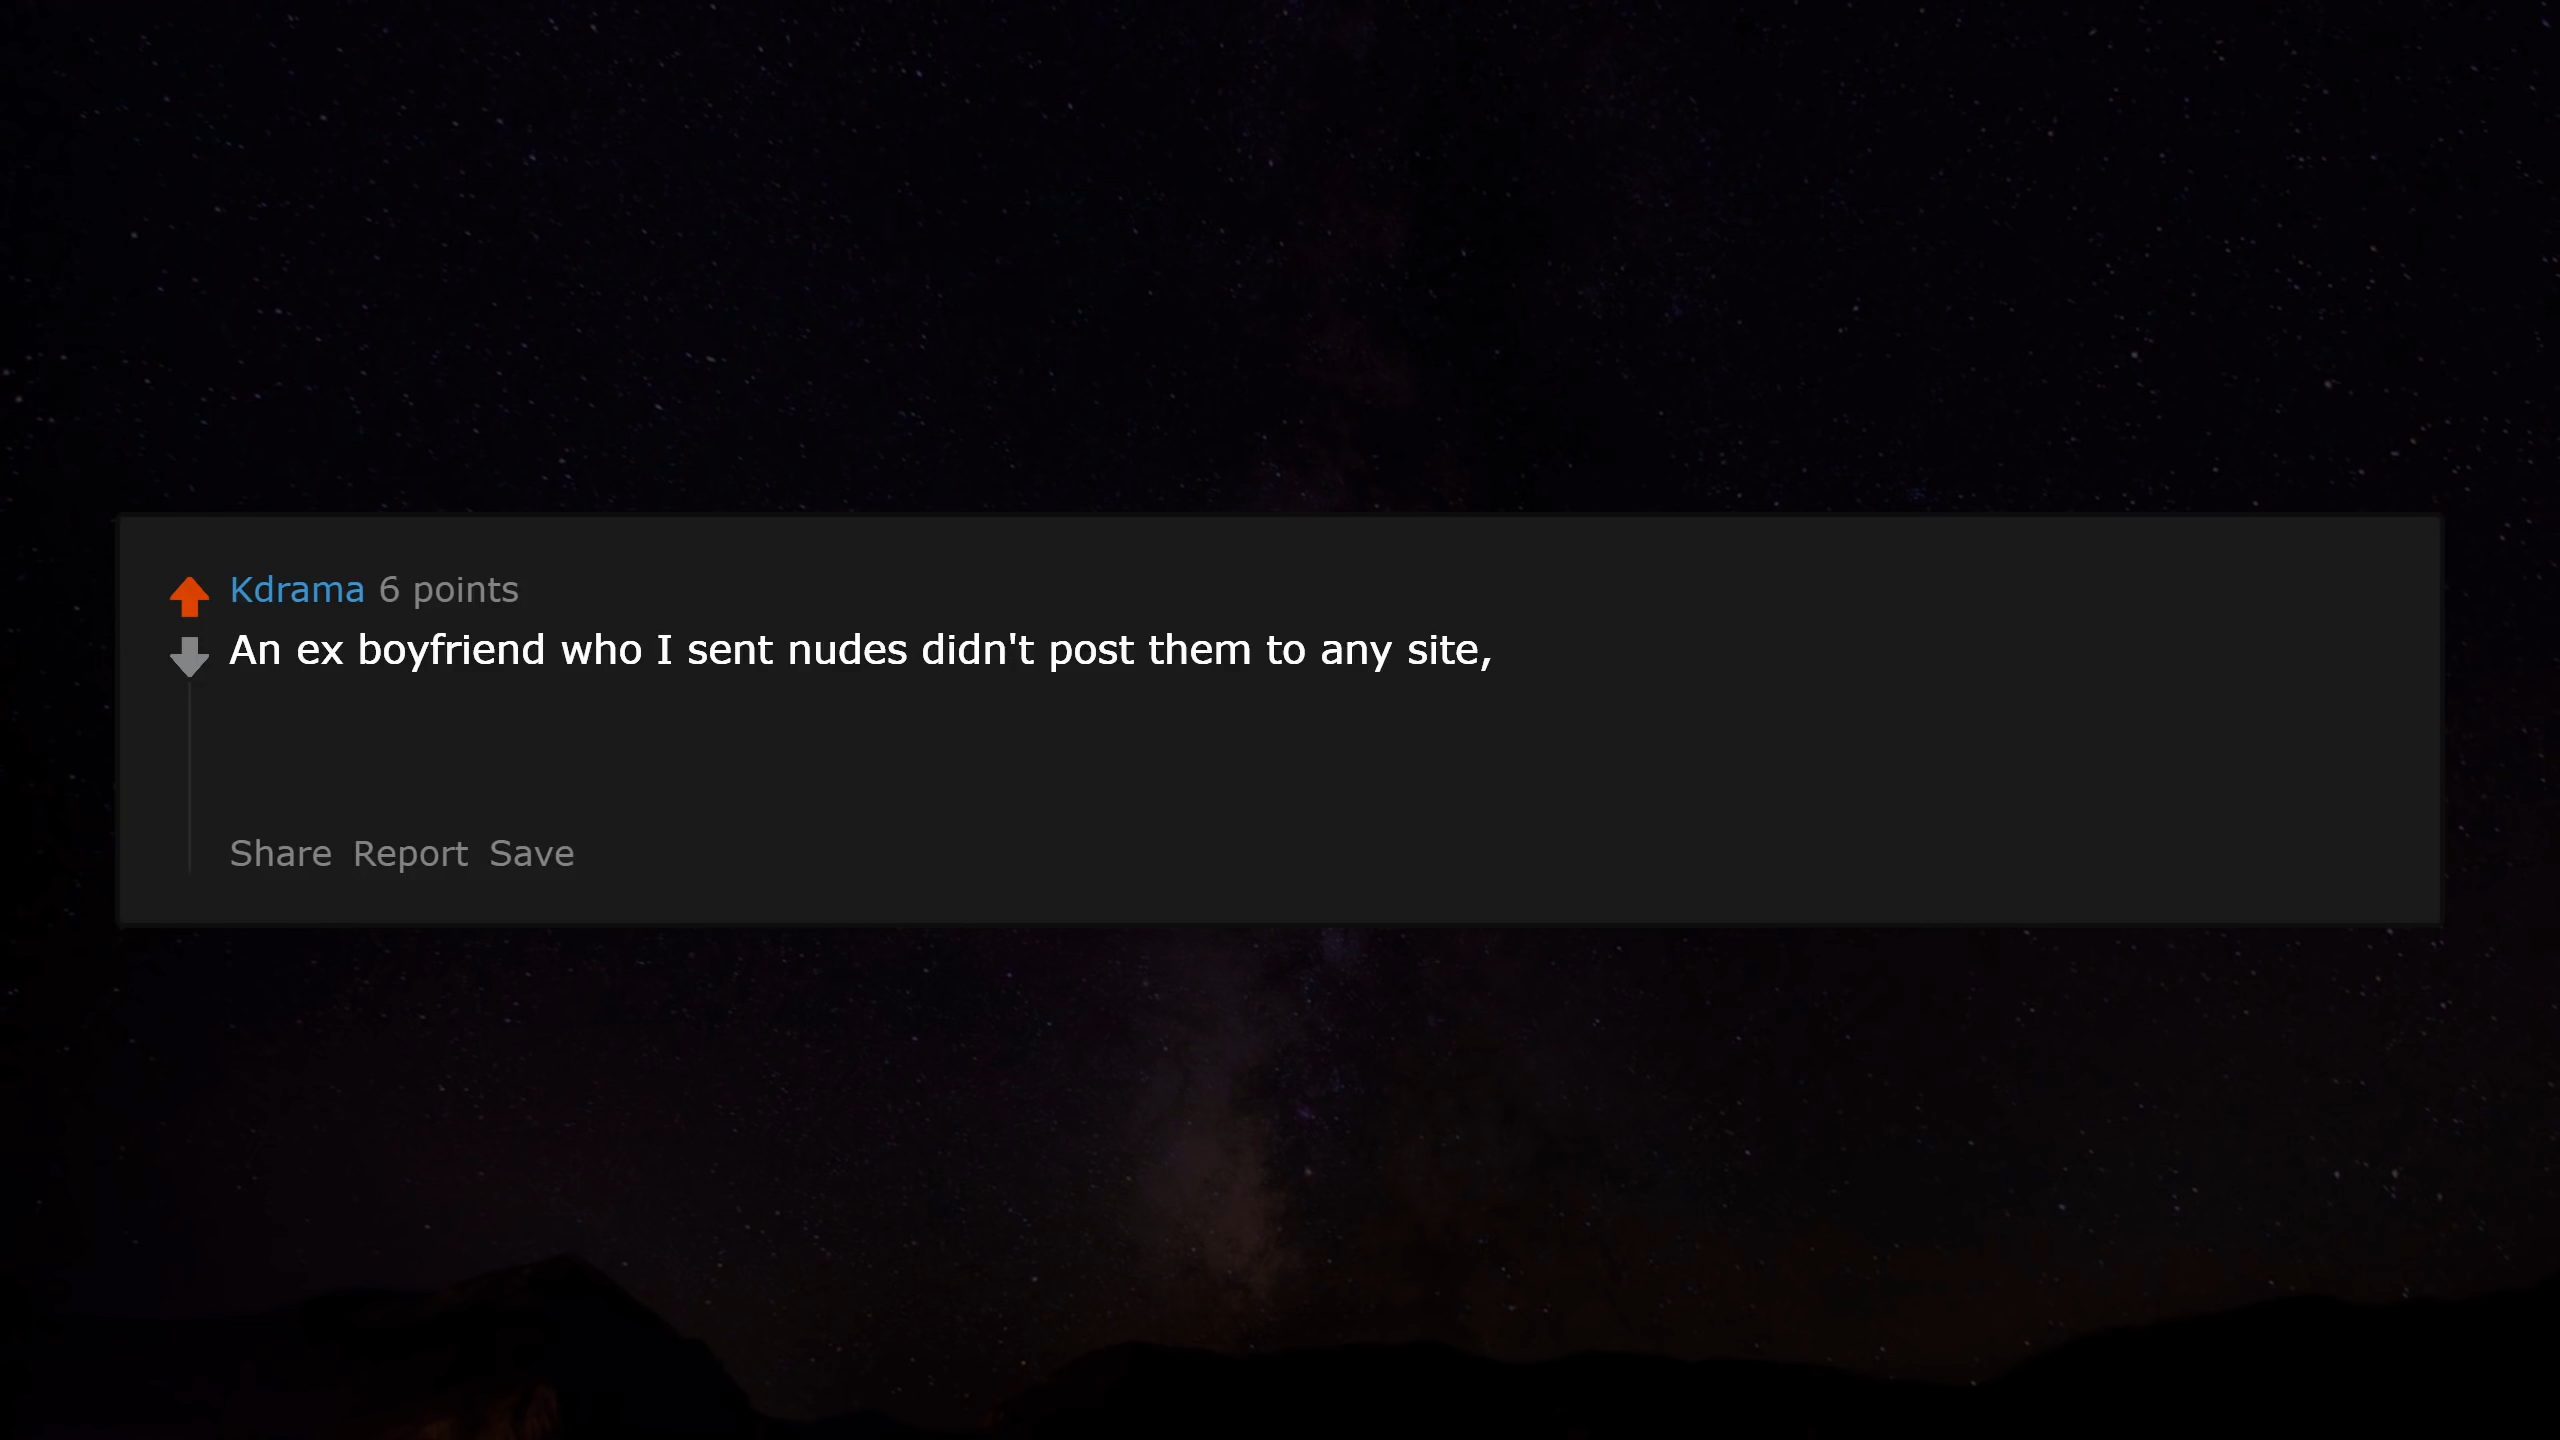 Kdrama 6 points
An ex boyfriend who I sent nudes didn't post them to any site,
Share Report Save